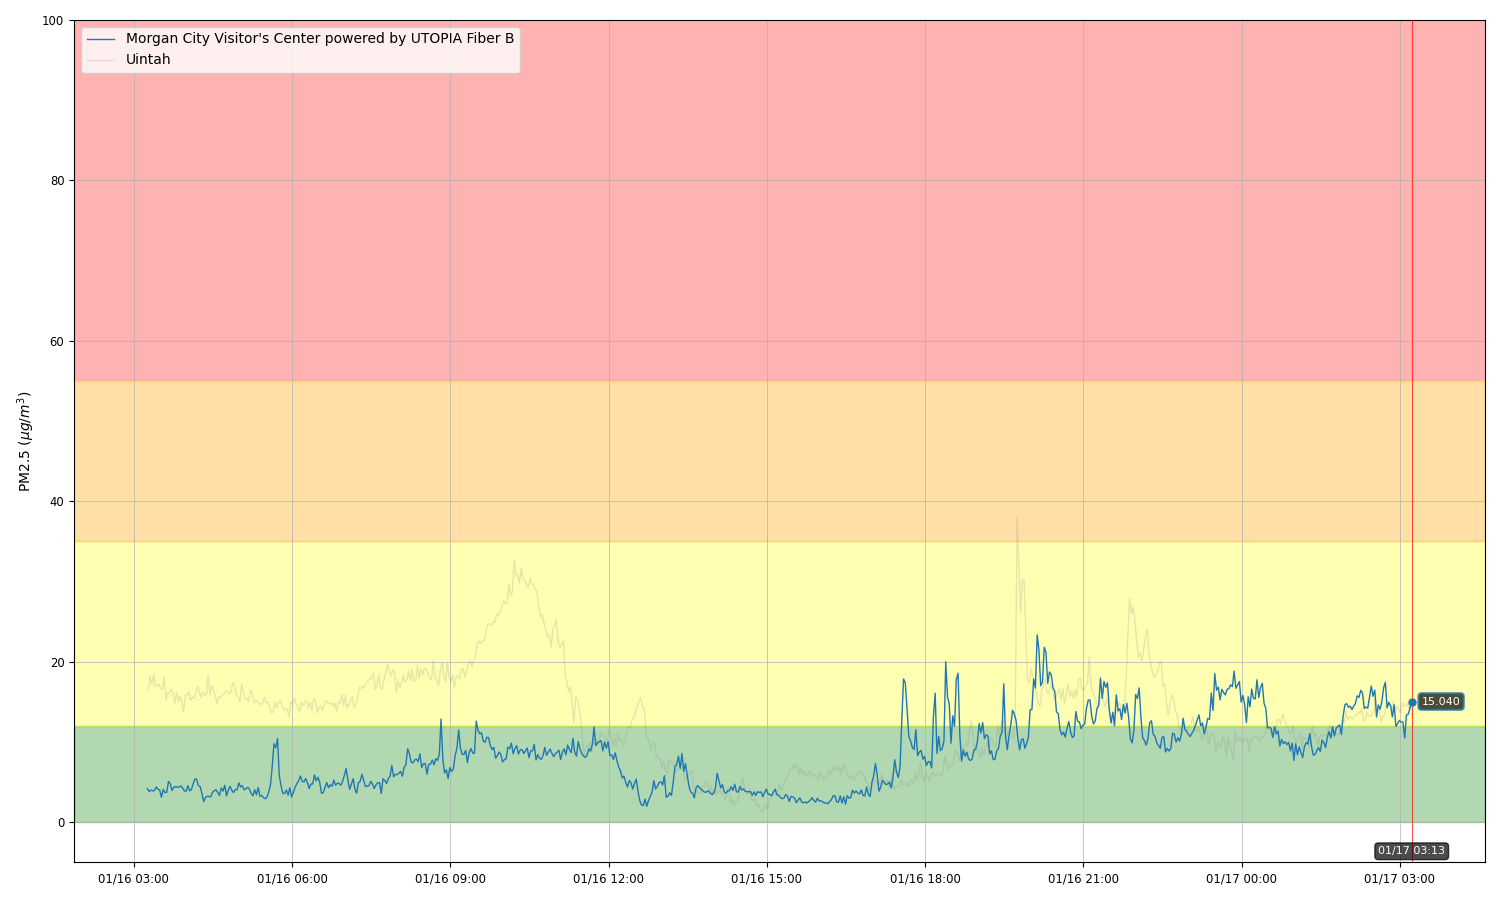 100
Morgan City Visitor's Center powered by UTOPIA Fiber B
Uintah
80
60
PM2.5 (μg/m³)
40
20
15.040
0
01/17 03:13
01/16 03:00 01/16 06:00 01/16 09:00 01/16 12:00 01/16 15:00 01/16 18:00 01/16 21:00 01/17 00:00 01/17 03:00